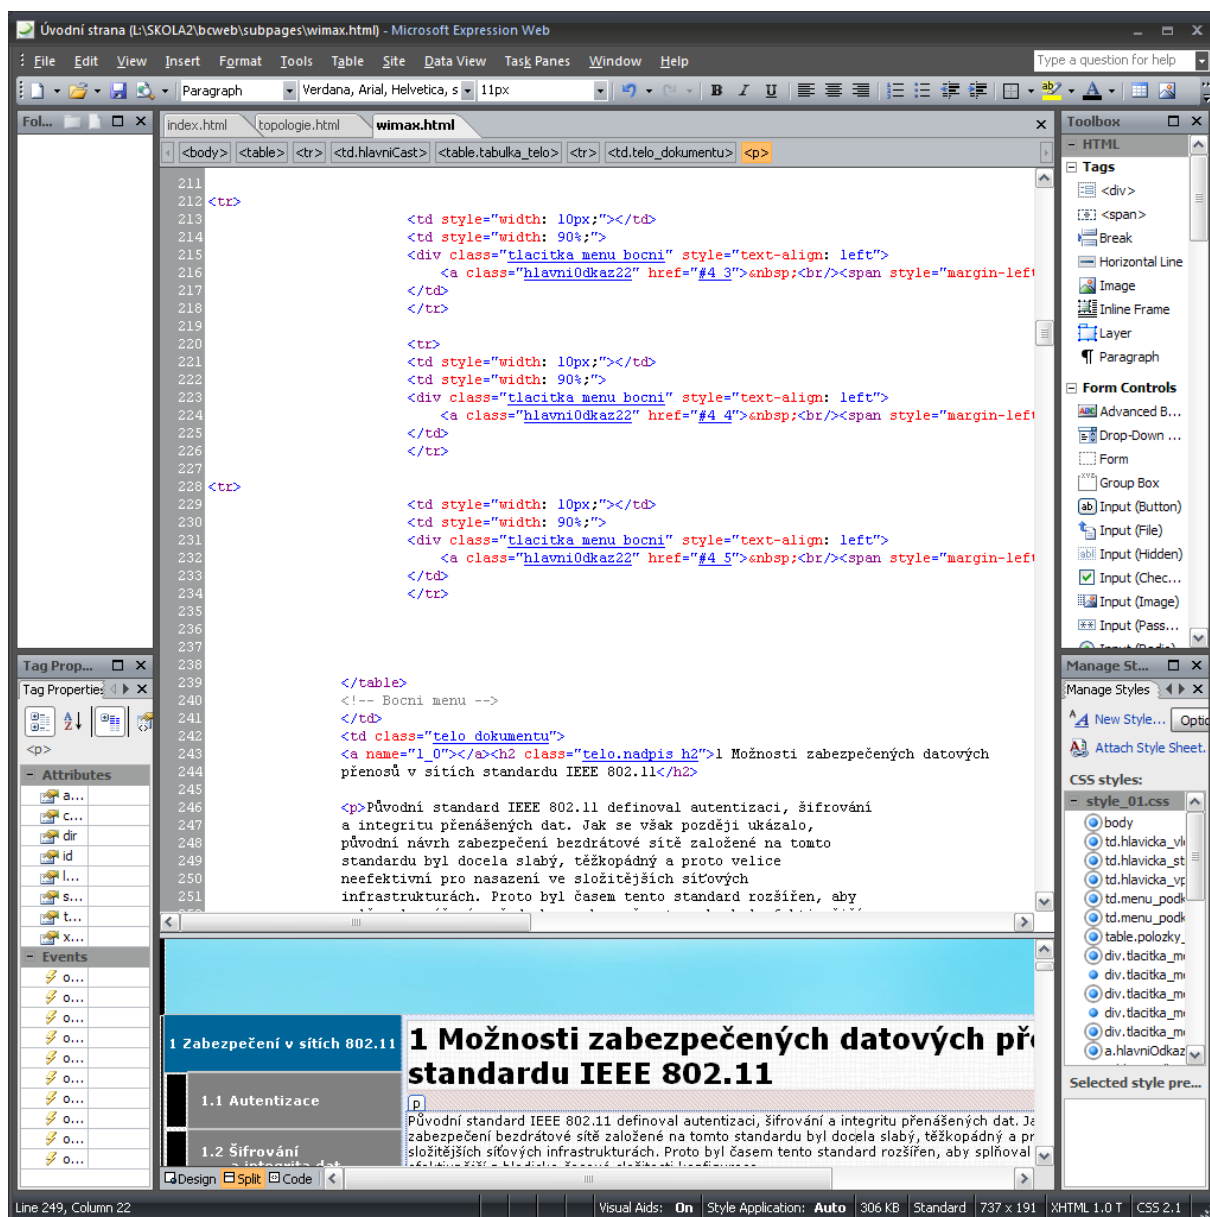 Úvodní strana (L:\SKOLA2\bcweb\subpages\wimax.html) - Microsoft Expression Web
File Edit View Insert Format Tools Table Site Data View Task Panes Window Help
Type a question for help
Paragraph Verdana, Arial, Helvetica, s 11px
Fol...
index.html topologie.html wimax.html
<body> <table> <tr> <td.hlavniCast> <table.tabulka_telo> <tr> <td.telo_dokumentu> <p>
211
212 <tr>
213 <td style="width: 10px;"></td>
214 <td style="width: 90%;">
215 <div class="tlacitka_menu_bocni" style="text-align: left">
216 <a class="hlavniOdkaz22" href="#4_3">&nbsp;<br/><span style="margin-left
217 </td>
218 </tr>
219
220 <tr>
221 <td style="width: 10px;"></td>
222 <td style="width: 90%;">
223 <div class="tlacitka_menu_bocni" style="text-align: left">
224 <a class="hlavniOdkaz22" href="#4_4">&nbsp;<br/><span style="margin-left
225 </td>
226 </tr>
227
228 <tr>
229 <td style="width: 10px;"></td>
230 <td style="width: 90%;">
231 <div class="tlacitka_menu_bocni" style="text-align: left">
232 <a class="hlavniOdkaz22" href="#4_5">&nbsp;<br/><span style="margin-left
233 </td>
234 </tr>
235
236
237
238
239 </table>
240 <!-- Bocni menu -->
241 </td>
242 <td class="telo_dokumentu">
243 <a name="1_0"></a><h2 class="telo.nadpis_h2">1 Možnosti zabezpečených datových
244 přenosů v sítích standardu IEEE 802.11</h2>
245
246 <p>Původní standard IEEE 802.11 definoval autentizaci, šifrování
247 a integritu přenášených dat. Jak se však později ukázalo,
248 původní návrh zabezpečení bezdrátové sítě založené na tomto
249 standardu byl docela slabý, těžkopádný a proto velice
250 neefektivní pro nasazení ve složitějších síťových
251 infrastrukturách. Proto byl časem tento standard rozšířen, aby
1 Zabezpečení v sítích 802.11
1.1 Autentizace
1.2 Šifrování
a integrita dat
1 Možnosti zabezpečených datových pře
standardu IEEE 802.11
p
Původní standard IEEE 802.11 definoval autentizaci, šifrování a integritu přenášených dat. Ja
zabezpečení bezdrátové sítě založené na tomto standardu byl docela slabý, těžkopádný a pr
složitějších síťových infrastrukturách. Proto byl časem tento standard rozšířen, aby splňoval
Design Split Code
Toolbox
HTML
Tags
<div>
<span>
Break
Horizontal Line
Image
Inline Frame
Layer
Paragraph
Form Controls
Advanced B...
Drop-Down ...
Form
Group Box
Input (Button)
Input (File)
Input (Hidden)
Input (Chec...
Input (Image)
Input (Pass...
Tag Prop...
Tag Properties
<p>
Attributes
a...
c...
dir
id
l...
s...
t...
x...
Events
o...
o...
o...
o...
o...
o...
o...
o...
o...
o...
Manage St...
Manage Styles
New Style... Optio
Attach Style Sheet.
CSS styles:
style_01.css
body
td.hlavicka_vle
td.hlavicka_st
td.hlavicka_vp
td.menu_podk
td.menu_podk
table.polozky_
div.tlacitka_me
div.tlacitka_me
div.tlacitka_me
div.tlacitka_me
div.tlacitka_me
a.hlavniOdkaz
Selected style pre...
Line 249, Column 22
Visual Aids: On Style Application: Auto 306 KB Standard 737 x 191 XHTML 1.0 T CSS 2.1